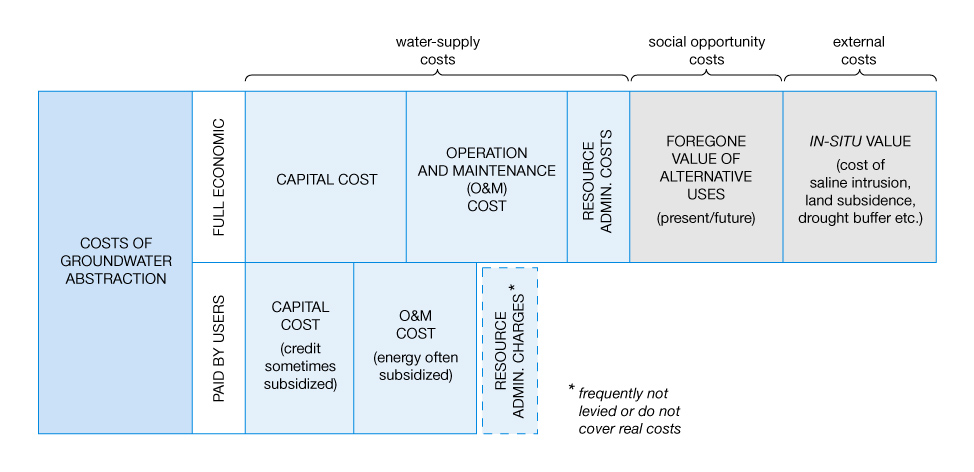 water-supply
costs
social opportunity
costs
external
costs
COSTS OF
GROUNDWATER
ABSTRACTION
FULL ECONOMIC
CAPITAL COST
OPERATION
AND MAINTENANCE
(O&M)
COST
RESOURCE
ADMIN. COSTS
FOREGONE
VALUE OF
ALTERNATIVE
USES
(present/future)
IN-SITU VALUE
(cost of
saline intrusion,
land subsidence,
drought buffer etc.)
PAID BY USERS
CAPITAL
COST
(credit
sometimes
subsidized)
O&M
COST
(energy often
subsidized)
RESOURCE
ADMIN. CHARGES*
* frequently not
levied or do not
cover real costs